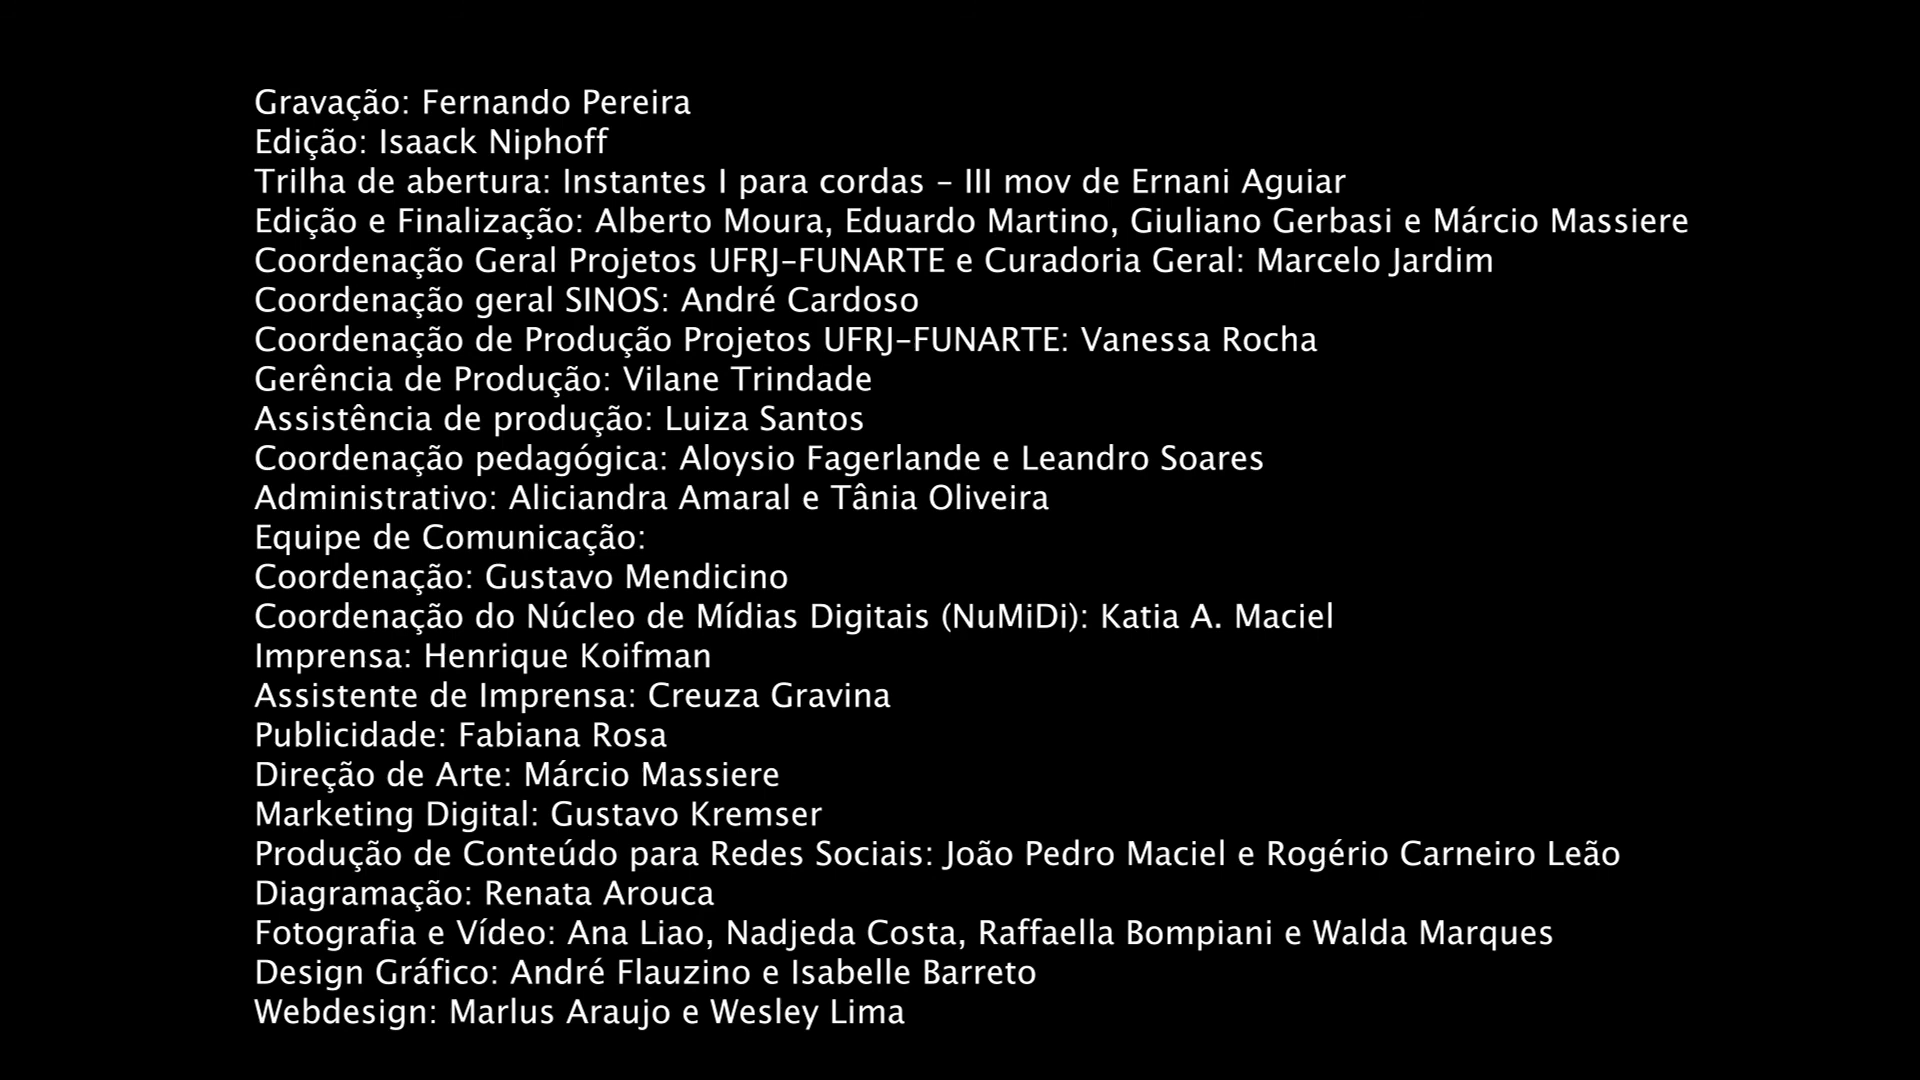 Gravação: Fernando Pereira
Edição: Isaack Niphoff
Trilha de abertura: Instantes I para cordas – III mov de Ernani Aguiar
Edição e Finalização: Alberto Moura, Eduardo Martino, Giuliano Gerbasi e Márcio Massiere
Coordenação Geral Projetos UFRJ–FUNARTE e Curadoria Geral: Marcelo Jardim
Coordenação geral SINOS: André Cardoso
Coordenação de Produção Projetos UFRJ–FUNARTE: Vanessa Rocha
Gerência de Produção: Vilane Trindade
Assistência de produção: Luiza Santos
Coordenação pedagógica: Aloysio Fagerlande e Leandro Soares
Administrativo: Aliciandra Amaral e Tânia Oliveira
Equipe de Comunicação:
Coordenação: Gustavo Mendicino
Coordenação do Núcleo de Mídias Digitais (NuMiDi): Katia A. Maciel
Imprensa: Henrique Koifman
Assistente de Imprensa: Creuza Gravina
Publicidade: Fabiana Rosa
Direção de Arte: Márcio Massiere
Marketing Digital: Gustavo Kremser
Produção de Conteúdo para Redes Sociais: João Pedro Maciel e Rogério Carneiro Leão
Diagramação: Renata Arouca
Fotografia e Vídeo: Ana Liao, Nadjeda Costa, Raffaella Bompiani e Walda Marques
Design Gráfico: André Flauzino e Isabelle Barreto
Webdesign: Marlus Araujo e Wesley Lima